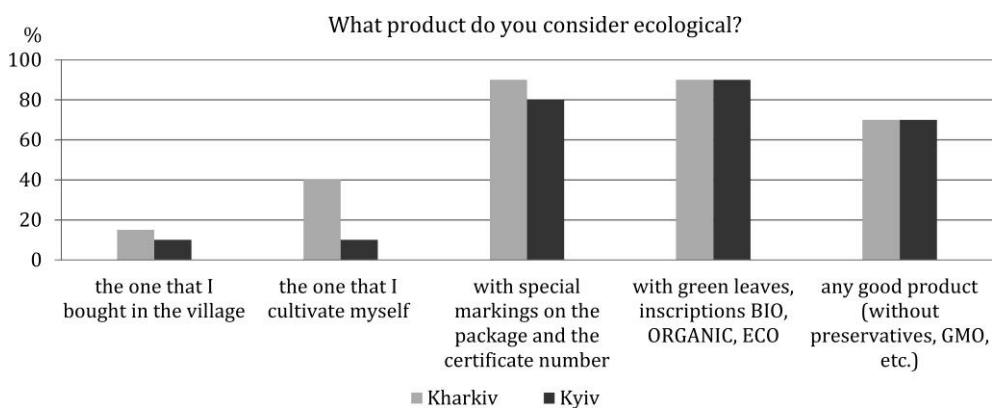 What product do you consider ecological?
%
100
80
60
40
20
0
the one that I
bought in the village
the one that I
cultivate myself
with special
markings on the
package and the
certificate number
with green leaves,
inscriptions BIO,
ORGANIC, ECO
any good product
(without
preservatives, GMO,
etc.)
Kharkiv
Kyiv